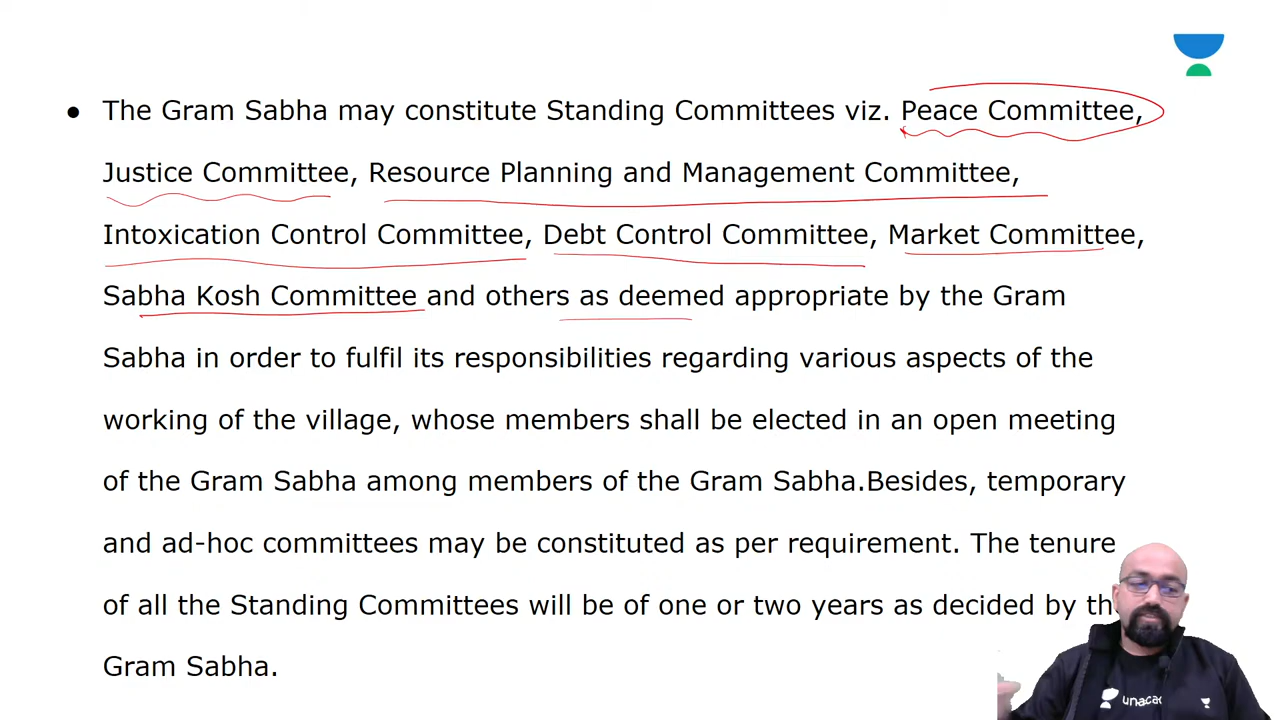 ● The Gram Sabha may constitute Standing Committees viz. Peace Committee,
Justice Committee, Resource Planning and Management Committee,
Intoxication Control Committee, Debt Control Committee, Market Committee,
Sabha Kosh Committee and others as deemed appropriate by the Gram
Sabha in order to fulfil its responsibilities regarding various aspects of the
working of the village, whose members shall be elected in an open meeting
of the Gram Sabha among members of the Gram Sabha.Besides, temporary
and ad-hoc committees may be constituted as per requirement. The tenure
of all the Standing Committees will be of one or two years as decided by the
Gram Sabha.